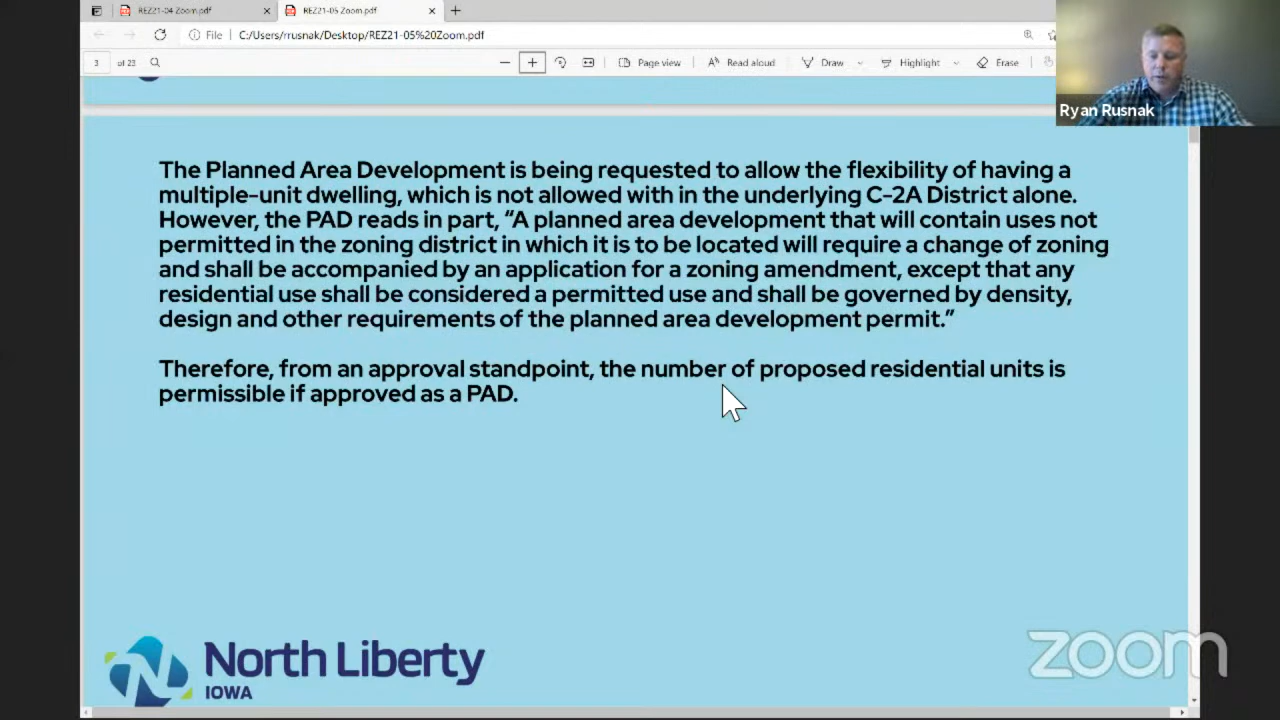 REZ21-04 Zoom.pdf
REZ21-05 Zoom.pdf
File
C:/Users/rrusnak/Desktop/REZ21-05%20Zoom.pdf
3 of 23
Page view
Read aloud
Draw
Highlight
Erase
Ryan Rusnak
The Planned Area Development is being requested to allow the flexibility of having a
multiple-unit dwelling, which is not allowed with in the underlying C-2A District alone.
However, the PAD reads in part, “A planned area development that will contain uses not
permitted in the zoning district in which it is to be located will require a change of zoning
and shall be accompanied by an application for a zoning amendment, except that any
residential use shall be considered a permitted use and shall be governed by density,
design and other requirements of the planned area development permit.”
Therefore, from an approval standpoint, the number of proposed residential units is
permissible if approved as a PAD.
North Liberty
IOWA
zoom